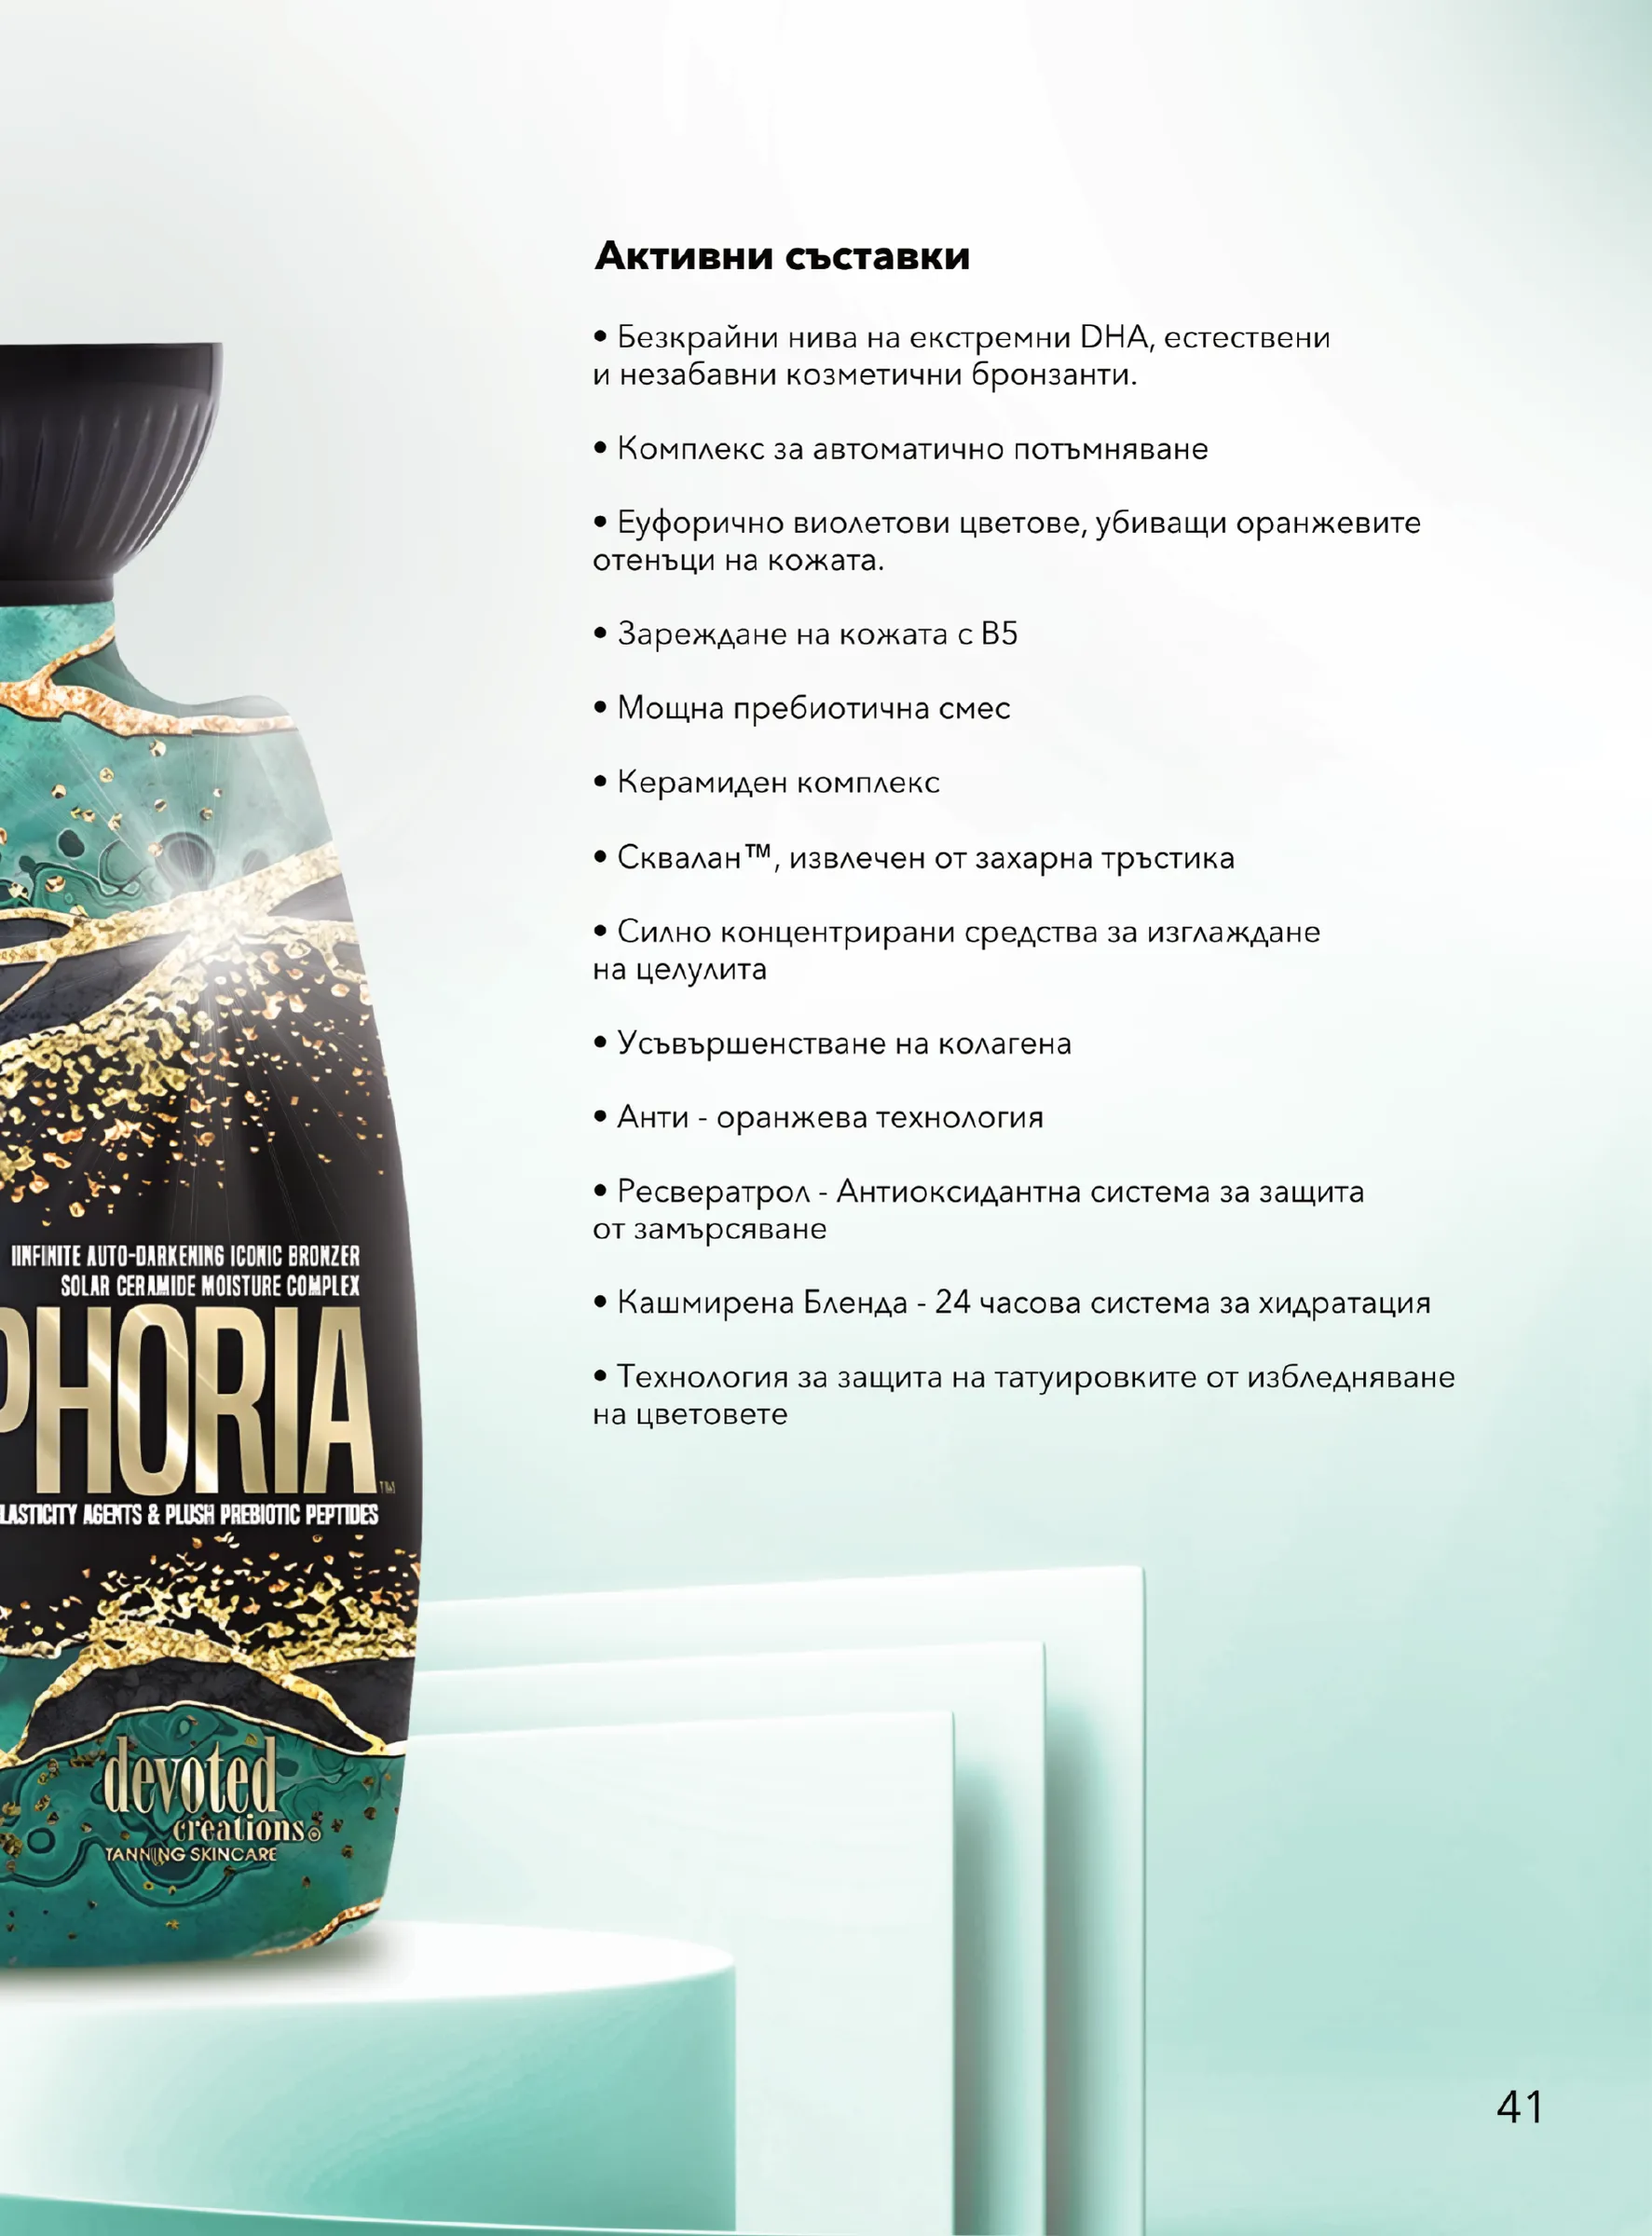 Активни съставки
• Безкрайни нива на екстремни DHA, естествени
и незабавни козметични бронзанти.
• Комплекс за автоматично потъмняване
• Еуфорично виолетови цветове, убиващи оранжевите
отенъци на кожата.
• Зареждане на кожата с В5
• Мощна пребиотична смес
• Керамиден комплекс
• Сквалан™, извлечен от захарна тръстика
• Силно концентрирани средства за изглаждане
на целулита
• Усъвършенстване на колагена
• Анти - оранжева технология
• Ресвератрол - Антиоксидантна система за защита
от замърсяване
• Кашмирена Бленда - 24 часова система за хидратация
• Технология за защита на татуировките от избледняване
на цветовете
IINFINITE AUTO-DARKENING ICONIC BRONZER
SOLAR CERAMIDE MOISTURE COMPLEX
PHORIA™
LASTICITY AGENTS & PLUSH PREBIOTIC PEPTIDES
devoted
creations®
TANNING SKINCARE
41